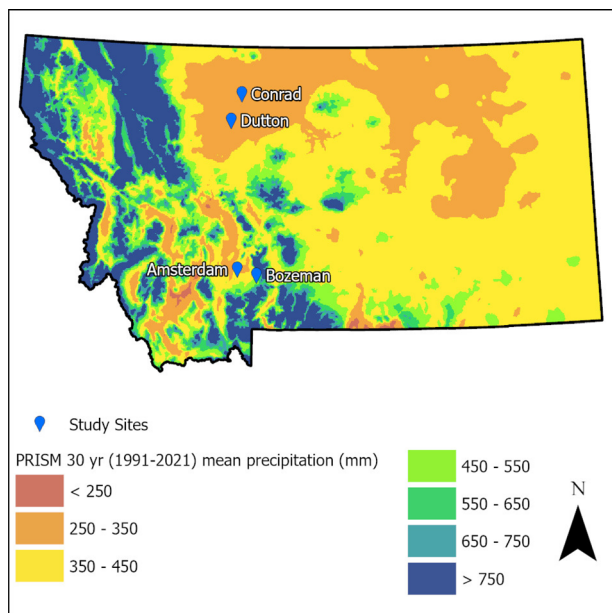 Conrad
Dutton
Amsterdam
Bozeman
Study Sites
PRISM 30 yr (1991-2021) mean precipitation (mm)
< 250
250 - 350
350 - 450
450 - 550
550 - 650
650 - 750
> 750
N